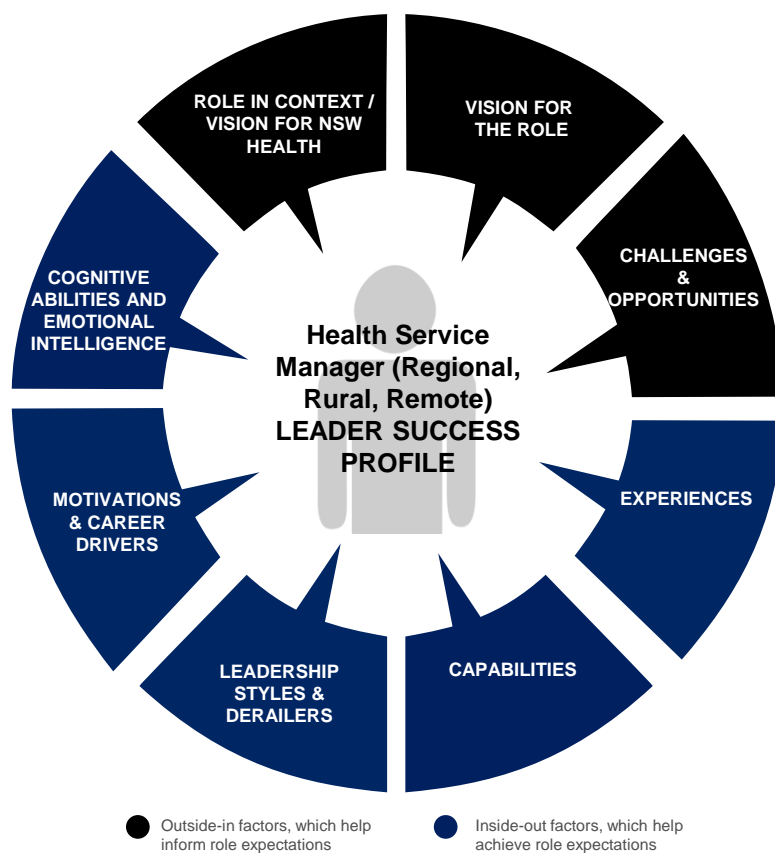 ROLE IN CONTEXT /
VISION FOR NSW
HEALTH
VISION FOR
THE ROLE
CHALLENGES
&
OPPORTUNITIES
EXPERIENCES
CAPABILITIES
LEADERSHIP
STYLES &
DERAILERS
MOTIVATIONS
& CAREER
DRIVERS
COGNITIVE
ABILITIES AND
EMOTIONAL
INTELLIGENCE
Health Service
Manager (Regional,
Rural, Remote)
LEADER SUCCESS
PROFILE
Outside-in factors, which help
inform role expectations
Inside-out factors, which help
achieve role expectations